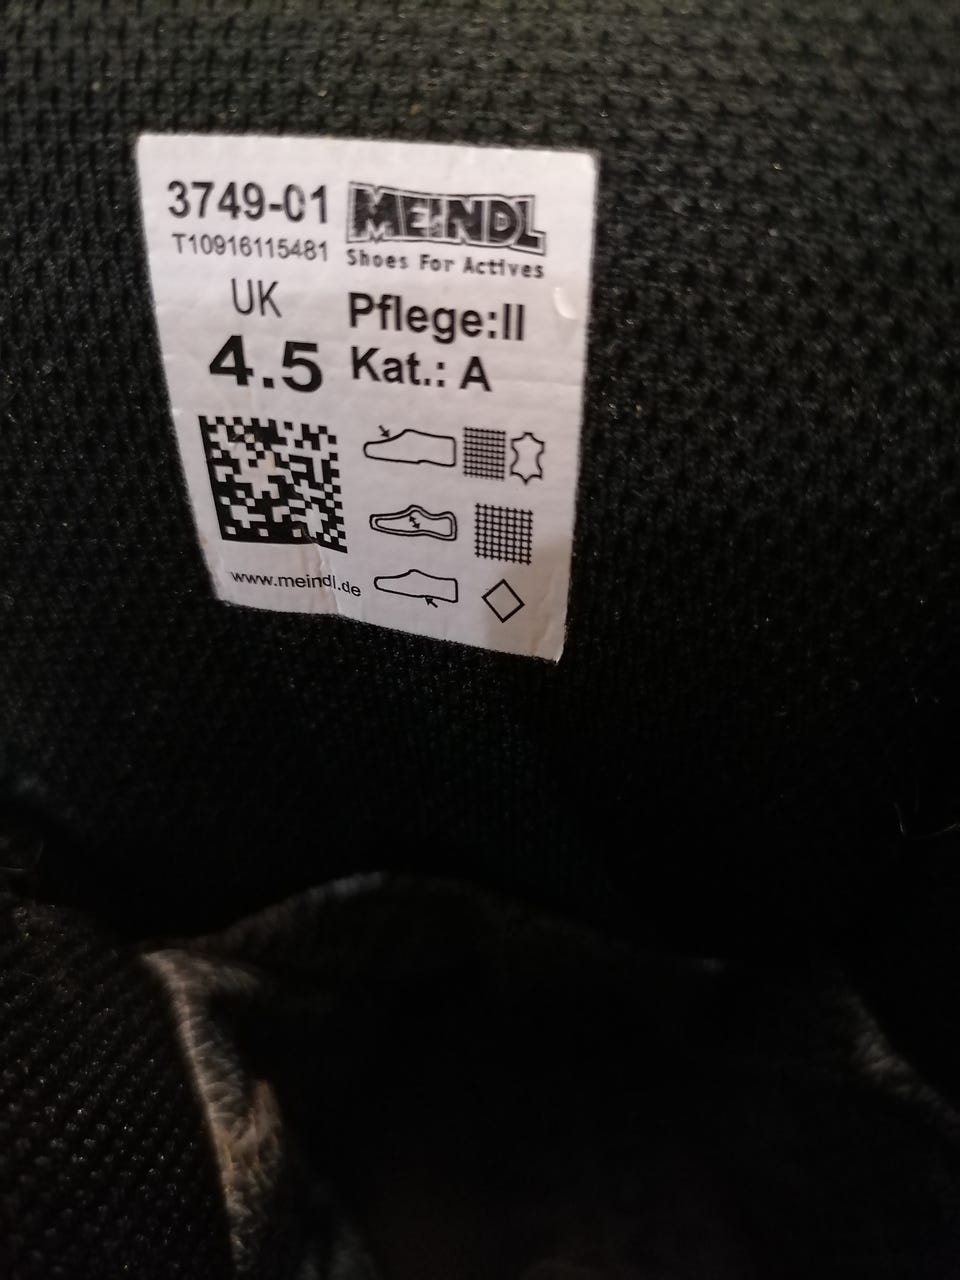 3749-01
T10916115481
UK
4.5
MEINDL
Shoes For Actives
Pflege:II
Kat.: A
www.meindl.de